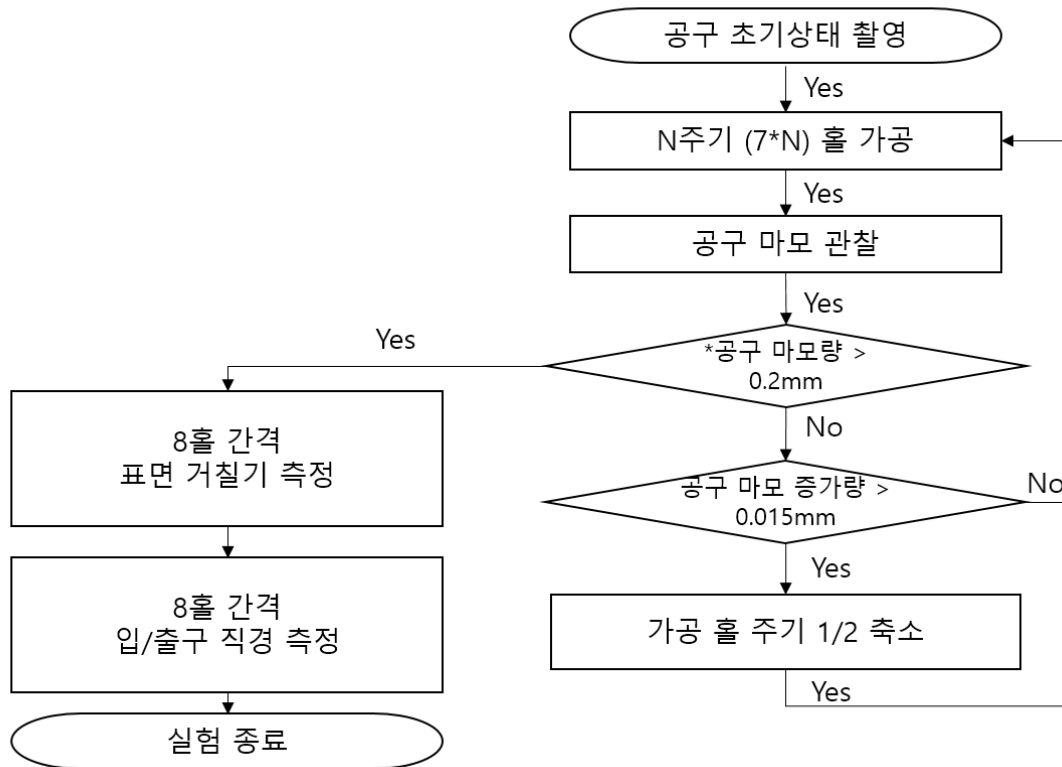 공구 초기상태 촬영
Yes
N주기 (7*N) 홀 가공
Yes
공구 마모 관찰
Yes
*공구 마모량 >
0.2mm
Yes
No
8홀 간격
표면 거칠기 측정
공구 마모 증가량 >
0.015mm
No
Yes
8홀 간격
입/출구 직경 측정
가공 홀 주기 1/2 축소
Yes
실험 종료